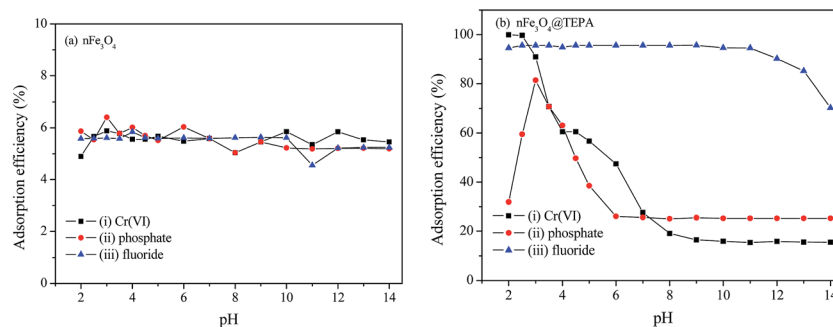 (a) nFe₃O₄
Adsorption efficiency (%)
10
8
6
4
2
0
(i) Cr(VI)
(ii) phosphate
(iii) fluoride
2 4 6 8 10 12 14
pH
(b) nFe₃O₄@TEPA
Adsorption efficiency (%)
100
80
60
40
20
0
(i) Cr(VI)
(ii) phosphate
(iii) fluoride
2 4 6 8 10 12 14
pH